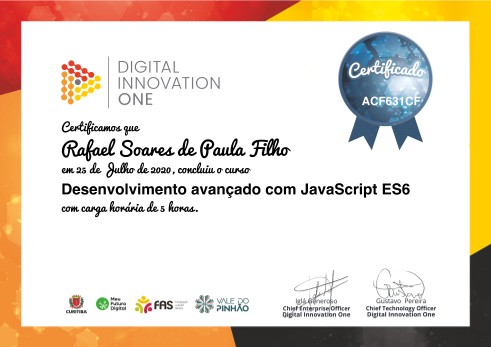 DIGITAL
INNOVATION
ONE
Certificado
ACF631CF
Certificamos que
Rafael Soares de Paula Filho
em 25 de Julho de 2020, concluiu o curso
Desenvolvimento avançado com JavaScript ES6
com carga horária de 5 horas.
CURITIBA
Meu
Futuro
Digital
FAS
VALE DO
PINHÃO
Iglá Generoso
Chief Enterprise Officer
Digital Innovation One
Gustavo Pereira
Chief Technology Officer
Digital Innovation One